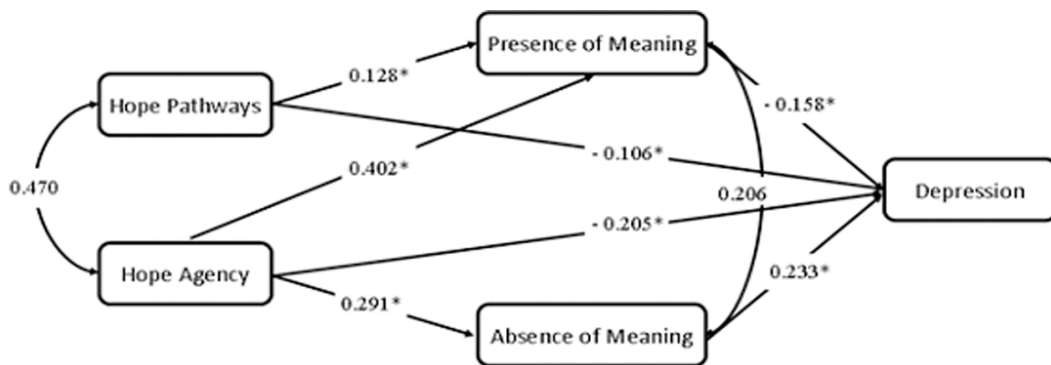 Presence of Meaning
0.128*
Hope Pathways
- 0.158*
- 0.106*
0.402*
0.470
0.206
Depression
- 0.205*
Hope Agency
0.233*
0.291*
Absence of Meaning